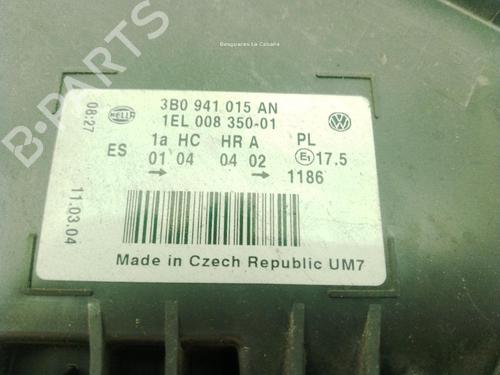 Desguaces La Cabaña
B-PARTS
08:27
11.03.04
HELLA
3B0 941 015 AN
1EL 008 350-01
1a HC HR A PL
ES 01 04 04 02 E1 17.5
→ → 1186
Made in Czech Republic UM7